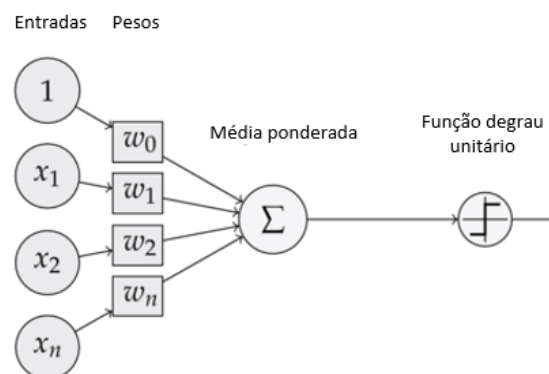 Entradas Pesos
1
w₀
Média ponderada
Função degrau
unitário
x₁
w₁
Σ
x₂
w₂
wₙ
xₙ